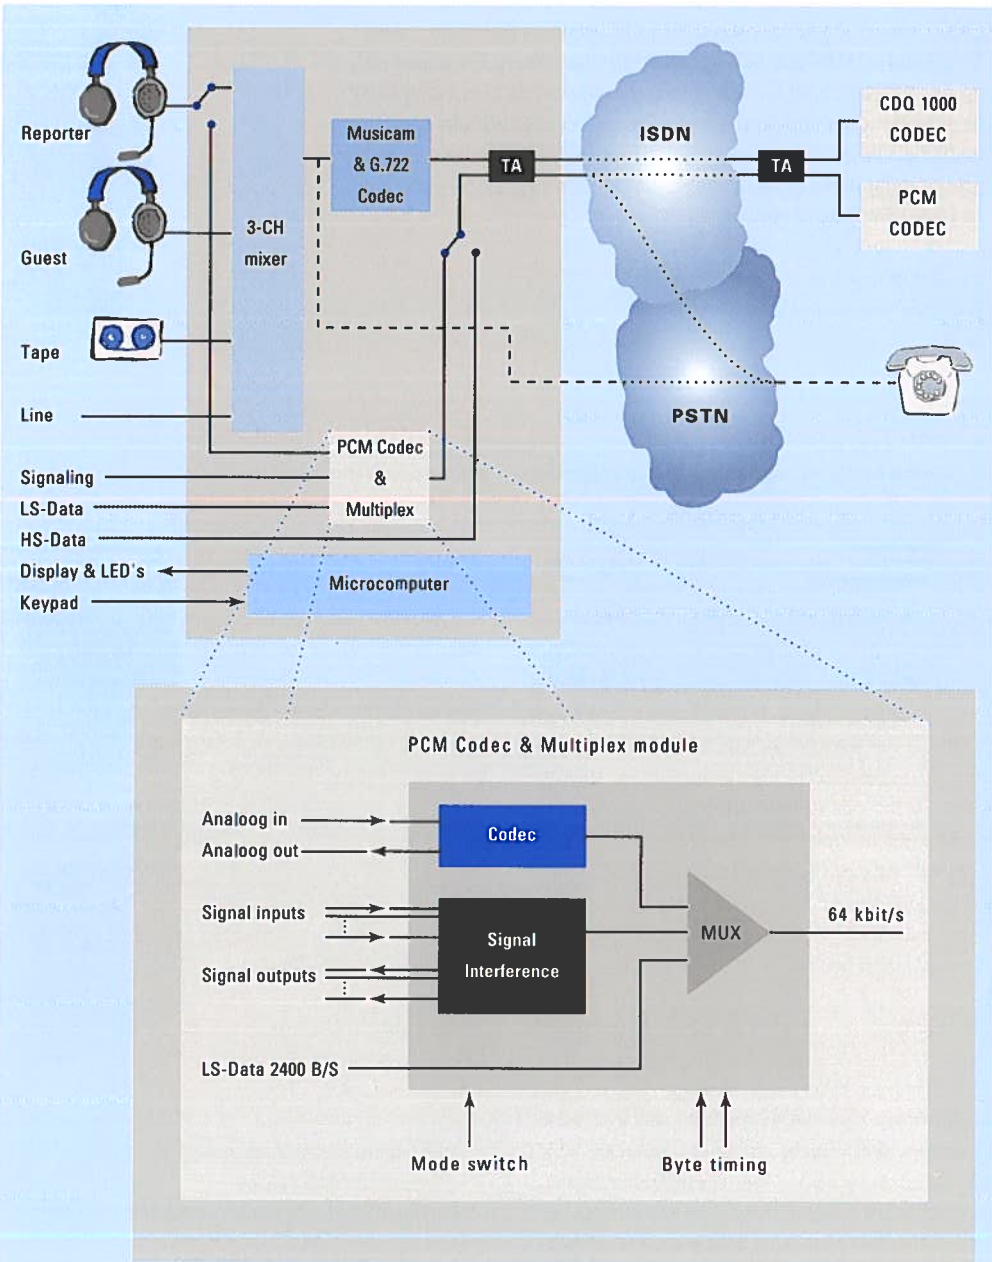 Reporter
Guest
Tape
Line
Signaling
LS-Data
HS-Data
Display & LED's
Keypad
3-CH
mixer
Musicam
& G.722
Codec
PCM Codec
&
Multiplex
Microcomputer
TA
ISDN
TA
CDQ 1000
CODEC
PCM
CODEC
PSTN
PCM Codec & Multiplex module
Analoog in
Analoog out
Signal inputs
Signal outputs
LS-Data 2400 B/S
Codec
Signal
Interference
MUX
64 kbit/s
Mode switch
Byte timing